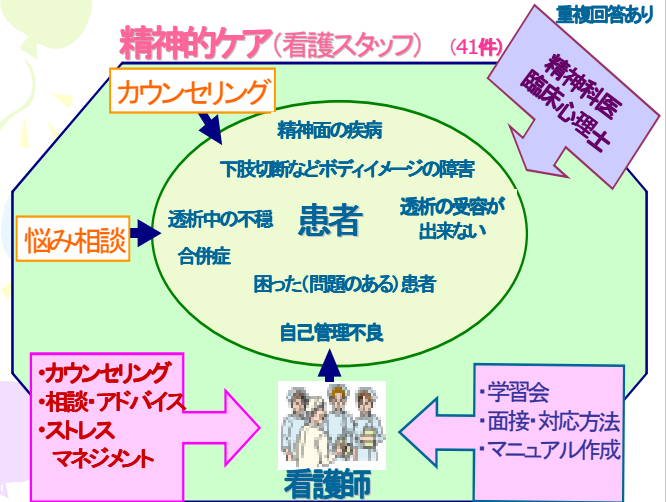 重複回答あり
精神的ケア(看護スタッフ) (41件)
精神科医
臨床心理士
カウンセリング
精神面の疾病
下肢切断などボディイメージの障害
透析中の不穏
患者
透析の受容が
出来ない
悩み相談
合併症
困った(問題のある)患者
自己管理不良
・カウンセリング
・相談・アドバイス
・ストレス
マネジメント
・学習会
・面接・対応方法
・マニュアル作成
看護師